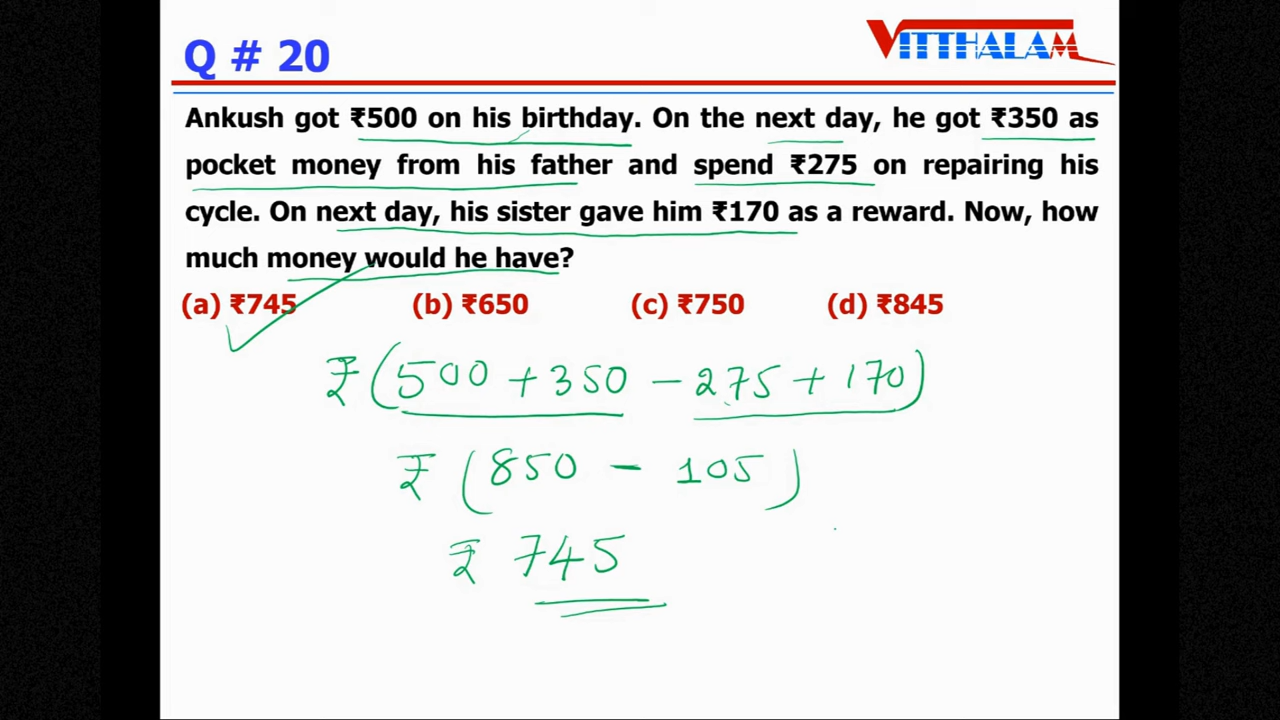 Q # 20
VITTHALAM
Ankush got ₹500 on his birthday. On the next day, he got ₹350 as
pocket money from his father and spend ₹275 on repairing his
cycle. On next day, his sister gave him ₹170 as a reward. Now, how
much money would he have?
(a) ₹745 (b) ₹650 (c) ₹750 (d) ₹845
₹ (500 + 350 - 275 + 170)
₹ (850 - 105)
₹ 745